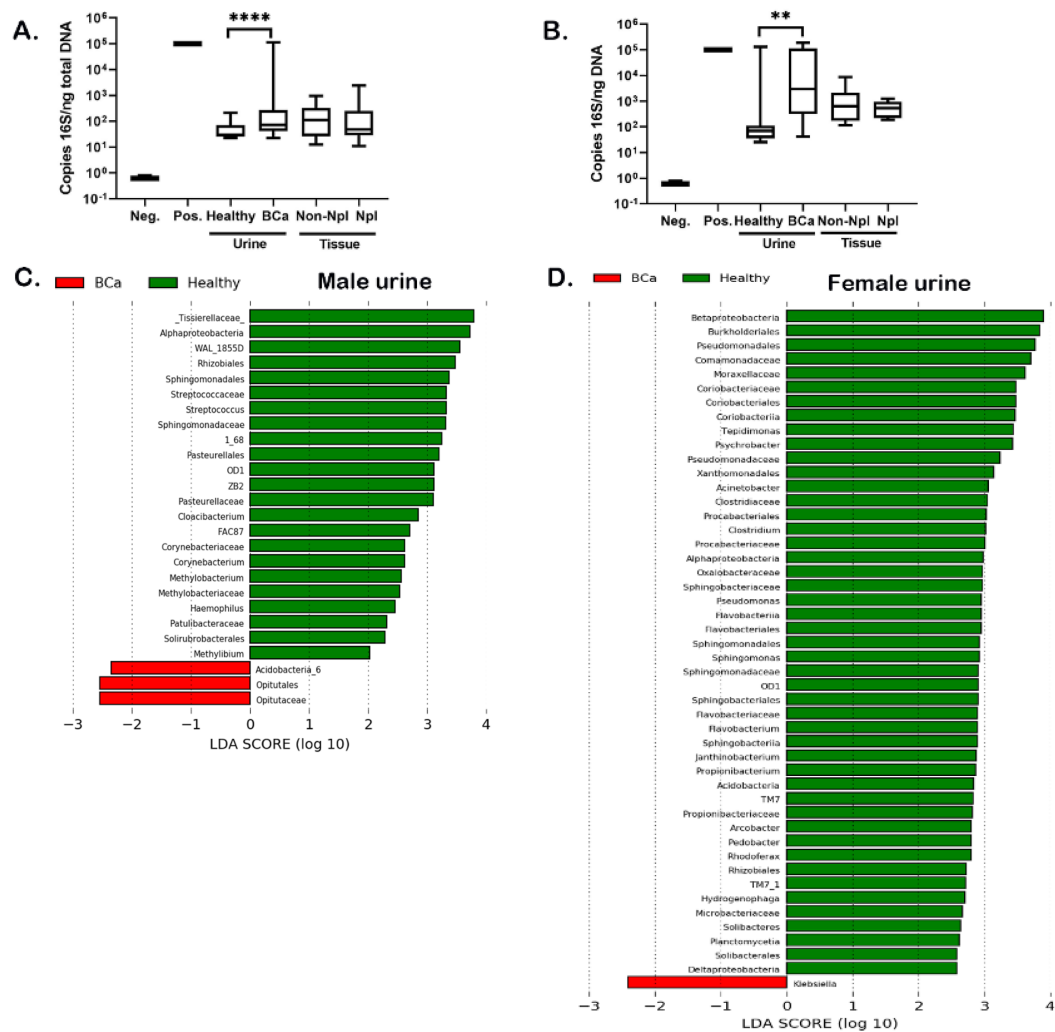 A.
Copies 16S/ng total DNA
10^6
10^5
10^4
10^3
10^2
10^1
10^0
10^-1
****
Neg. Pos. Healthy BCa Non-Npl Npl
Urine Tissue
B.
Copies 16S/ng DNA
10^6
10^5
10^4
10^3
10^2
10^1
10^0
10^-1
**
Neg. Pos. Healthy BCa Non-Npl Npl
Urine Tissue
C.
BCa Healthy
Male urine
_Tissierellaceae_
Alphaproteobacteria
WAL_1855D
Rhizobiales
Sphingomonadales
Streptococcaceae
Streptococcus
Sphingomonadaceae
1_68
Pasteurellales
OD1
ZB2
Pasteurellaceae
Cloacibacterium
FAC87
Corynebacteriaceae
Corynebacterium
Methylobacterium
Methylobacteriaceae
Haemophilus
Patulibacteraceae
Solirubrobacterales
Methylibium
Acidobacteria_6
Opitutales
Opitutaceae
−3 −2 −1 0 1 2 3 4
LDA SCORE (log 10)
D.
BCa Healthy
Female urine
Betaproteobacteria
Burkholderiales
Pseudomonadales
Comamonadaceae
Moraxellaceae
Coriobacteriaceae
Coriobacteriales
Coriobacteriia
Tepidimonas
Psychrobacter
Pseudomonadaceae
Xanthomonadales
Acinetobacter
Clostridiaceae
Procabacteriales
Clostridium
Procabacteriaceae
Alphaproteobacteria
Oxalobacteraceae
Sphingobacteriaceae
Pseudomonas
Flavobacteriia
Flavobacteriales
Sphingomonadales
Sphingomonas
Sphingomonadaceae
OD1
Sphingobacteriales
Flavobacteriaceae
Flavobacterium
Sphingobacteriia
Janthinobacterium
Propionibacterium
Acidobacteria
TM7
Propionibacteriaceae
Arcobacter
Pedobacter
Rhodoferax
Rhizobiales
TM7_1
Hydrogenophaga
Microbacteriaceae
Solibacteres
Planctomycetia
Solibacterales
Deltaproteobacteria
Klebsiella
−3 −2 −1 0 1 2 3 4
LDA SCORE (log 10)